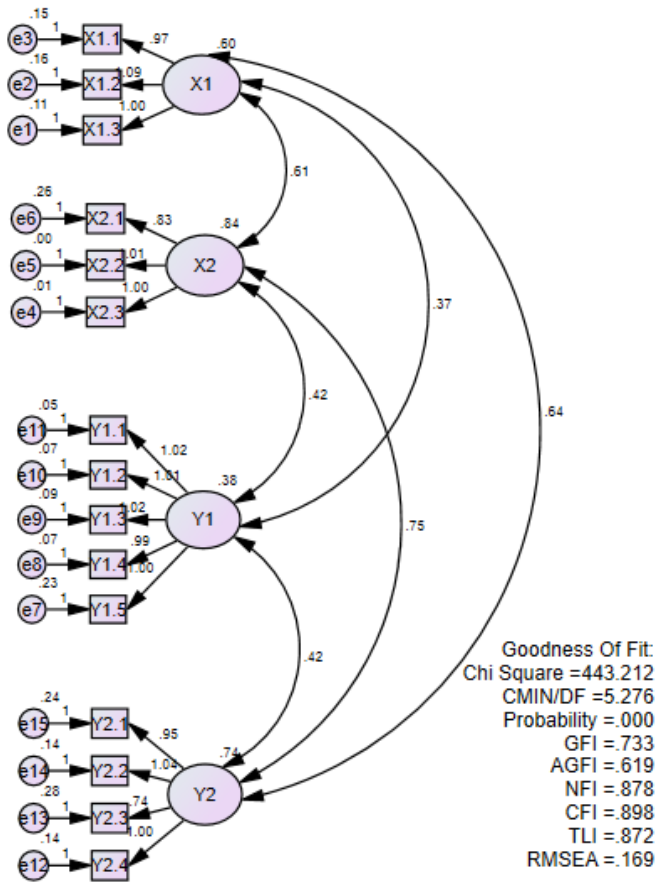 .15
e3 1 X1.1 .97 .60
.16
e2 1 X1.2 1.09 X1
.11
e1 1 X1.3 1.00
.61
.26
e6 1 X2.1 .83 .84
.00
e5 1 X2.2 X2
.01
e4 1 X2.3 1.00
.37
.42
.64
.05
e11 1 Y1.1 1.02
.07
e10 1 Y1.2 1.01 .38
.09
e9 1 Y1.3 1.02 Y1
.07
e8 1 Y1.4 .99
.23
e7 1 Y1.5 1.00
.75
.42
.24
e15 1 Y2.1 .95 .74
.14
e14 1 Y2.2 1.04
.28
e13 1 Y2.3 .74 Y2
.14
e12 1 Y2.4 1.00
Goodness Of Fit:
Chi Square =443.212
CMIN/DF =5.276
Probability =.000
GFI =.733
AGFI =.619
NFI =.878
CFI =.898
TLI =.872
RMSEA =.169